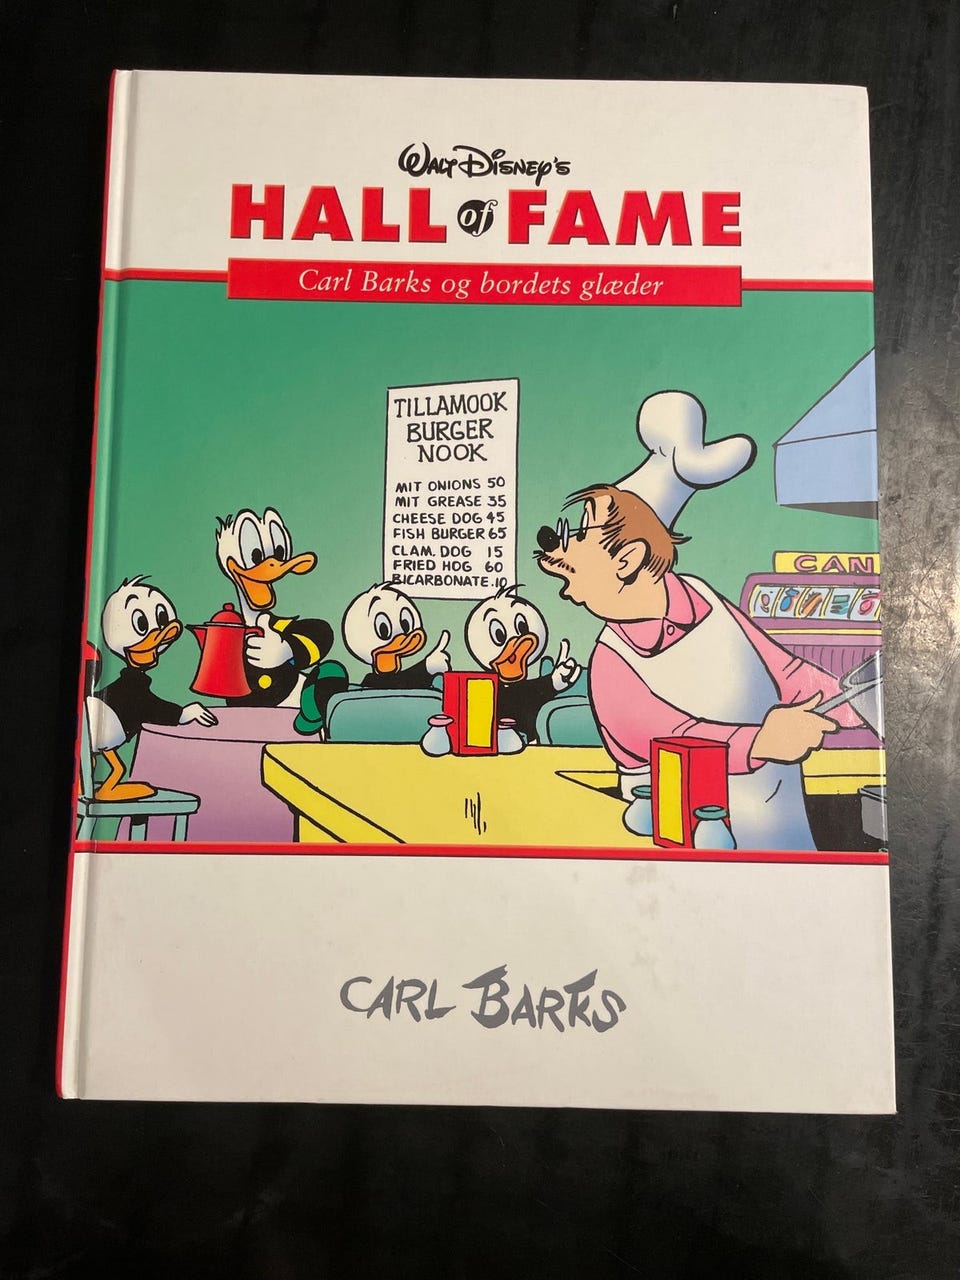 WALT DISNEY'S
HALL of FAME
Carl Barks og bordets glæder
TILLAMOOK
BURGER
NOOK
MIT ONIONS 50
MIT GREASE 35
CHEESE DOG 45
FISH BURGER 65
CLAM DOG 15
FRIED HOG 60
BICARBONATE .10
CAN
CARL BARKS